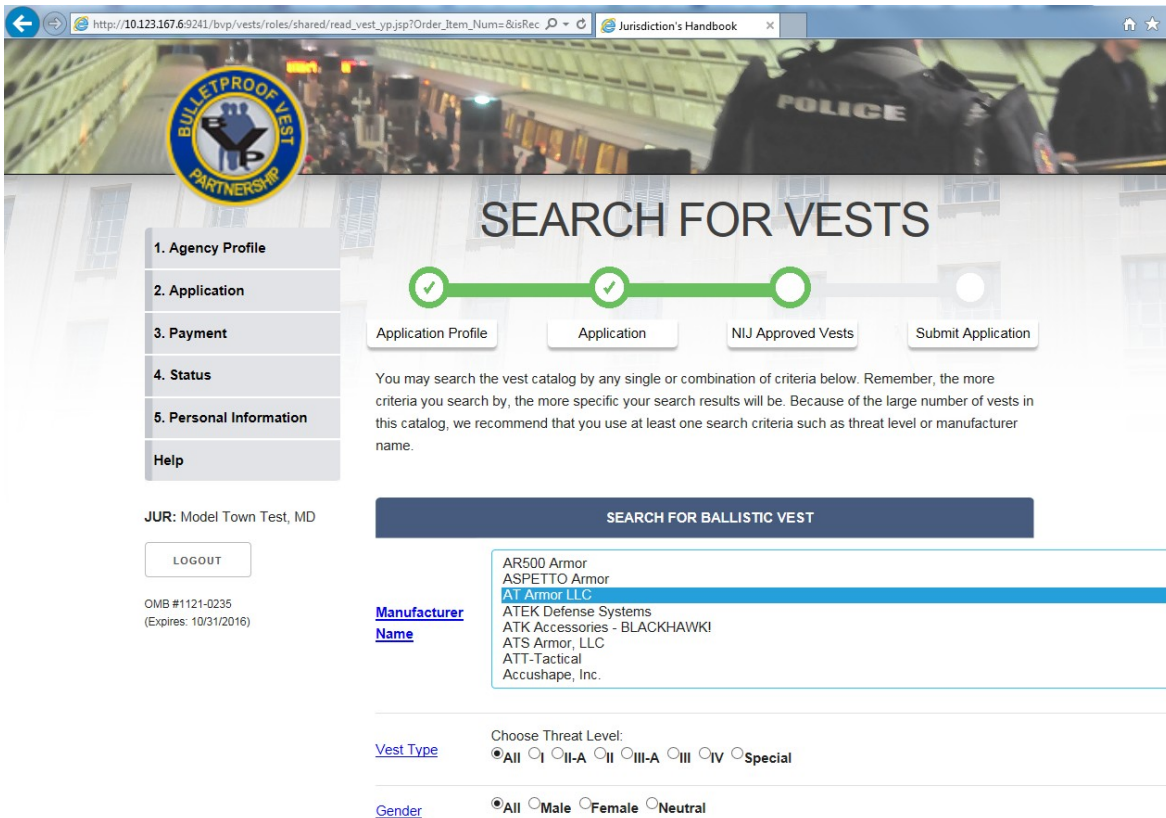 http://10.123.167.6:9241/bvp/vests/roles/shared/read_vest_yp.jsp?Order_Item_Num=&isRec
Jurisdiction's Handbook
POLICE
BULLETPROOF VEST
BVP
PARTNERSHIP
SEARCH FOR VESTS
1. Agency Profile
2. Application
3. Payment
4. Status
5. Personal Information
Help
JUR: Model Town Test, MD
LOGOUT
OMB #1121-0235
(Expires: 10/31/2016)
Application Profile
Application
NIJ Approved Vests
Submit Application
You may search the vest catalog by any single or combination of criteria below. Remember, the more
criteria you search by, the more specific your search results will be. Because of the large number of vests in
this catalog, we recommend that you use at least one search criteria such as threat level or manufacturer
name.
SEARCH FOR BALLISTIC VEST
Manufacturer
Name
AR500 Armor
ASPETTO Armor
AT Armor LLC
ATEK Defense Systems
ATK Accessories - BLACKHAWK!
ATS Armor, LLC
ATT-Tactical
Accushape, Inc.
Vest Type
Choose Threat Level:
All I II-A II III-A III IV Special
Gender
All Male Female Neutral